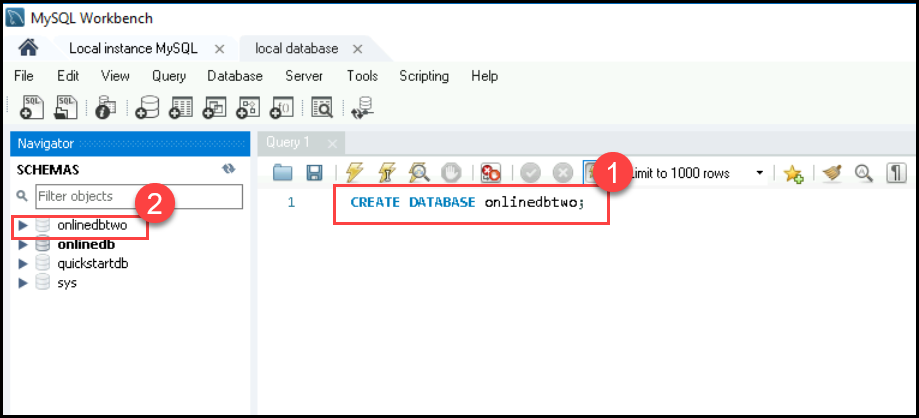 MySQL Workbench
Local instance MySQL
local database
File Edit View Query Database Server Tools Scripting Help
SQL SQL
Navigator
Query 1
SCHEMAS
1
imit to 1000 rows
Filter objects
2
1 CREATE DATABASE onlinedbtwo;
onlinedbtwo
onlinedb
quickstartdb
sys